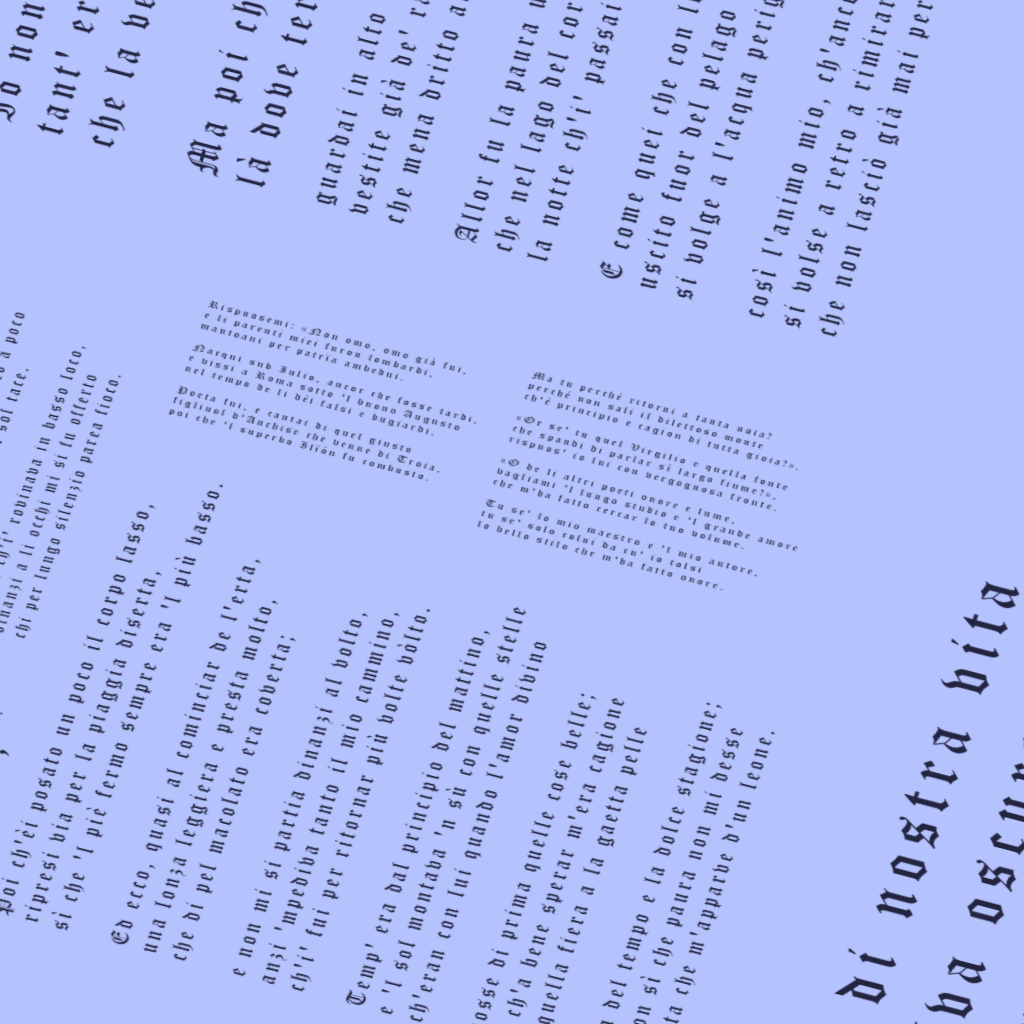 di nostra vita
va oscur
Io non
tant' er
che la ve
Ma poi ch
là dove ter
guardai in alto
vestite già de' ra
che mena dritto al
Allor fu la paura
che nel lago del cor
la notte ch'i' passai
E come quei che con l
uscito fuor del pelago
si volge a l'acqua perig
così l'animo mio, ch'anc
si volse a retro a rimirar
che non lasciò già mai per
Poi ch'èi posato un poco il corpo lasso,
ripresi via per la piaggia diserta,
sì che 'l piè fermo sempre era 'l più basso.
Ed ecco, quasi al cominciar de l'erta,
una lonza leggiera e presta molto,
che di pel macolato era coverta;
e non mi si partia dinanzi al volto,
anzi 'mpediva tanto il mio cammino,
ch'i' fui per ritornar più volte vòlto.
Temp' era dal principio del mattino,
e 'l sol montava 'n sù con quelle stelle
ch'eran con lui quando l'amor divino
osse di prima quelle cose belle;
ch'a bene sperar m'era cagione
quella fiera a la gaetta pelle
del tempo e la dolce stagione;
on sì che paura non mi desse
ta che m'apparve d'un leone.
a poco
sol tace.
ch'i' rovinava in basso loco,
dinanzi a li occhi mi si fu offerto
chi per lungo silenzio parea fioco.
Rispuosemi: «Non omo, omo già fui,
e li parenti miei furon lombardi,
mantoani per patrïa ambedui.
Nacqui sub Iulio, ancor che fosse tardi,
e vissi a Roma sotto 'l buono Augusto
nel tempo de li dèi falsi e bugiardi.
Poeta fui, e cantai di quel giusto
figliuol d'Anchise che venne di Troia,
poi che 'l superbo Ilïón fu combusto.
Ma tu perché ritorni a tanta noia?
perché non sali il dilettoso monte
ch'è principio e cagion di tutta gioia?».
«Or se' tu quel Virgilio e quella fonte
che spandi di parlar sì largo fiume?»,
rispuos' io lui con vergognosa fronte.
«O de li altri poeti onore e lume,
vagliami 'l lungo studio e 'l grande amore
che m'ha fatto cercar lo tuo volume.
Tu se' lo mio maestro e 'l mio autore,
tu se' solo colui da cu' io tolsi
lo bello stilo che m'ha fatto onore.